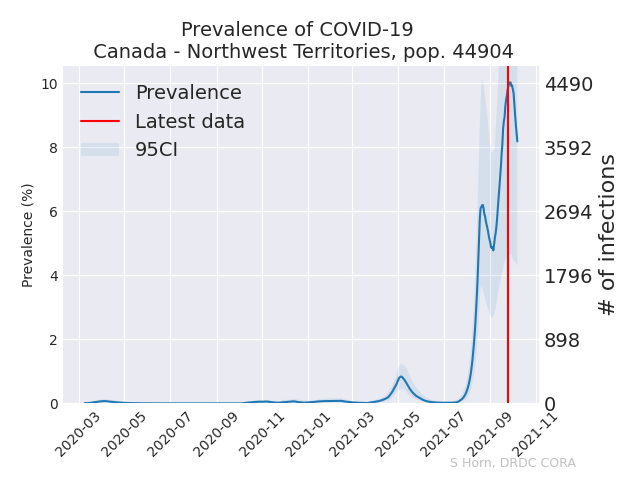 Prevalence of COVID-19
Canada - Northwest Territories, pop. 44904
Prevalence
Latest data
95CI
Prevalence (%)
10
8
6
4
2
0
4490
3592
2694
1796
898
0
# of infections
2020-03
2020-05
2020-07
2020-09
2020-11
2021-01
2021-03
2021-05
2021-07
2021-09
2021-11
S Horn, DRDC CORA